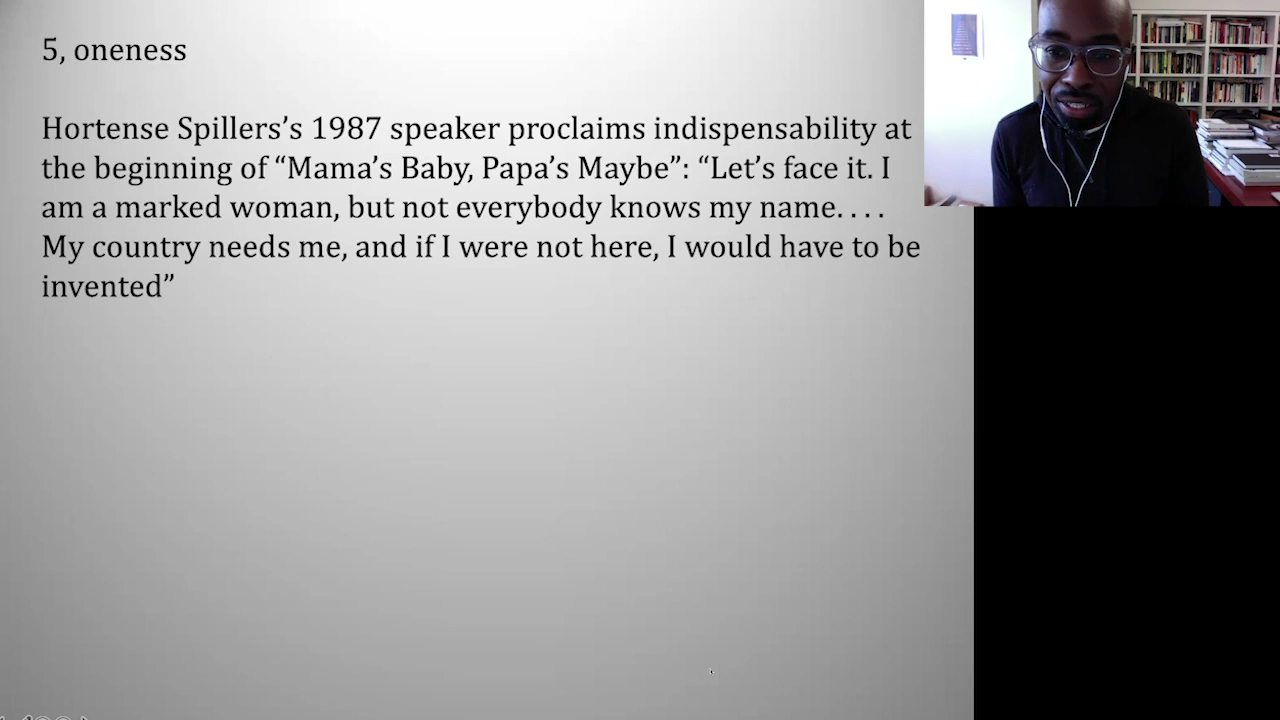 5, oneness
Hortense Spillers’s 1987 speaker proclaims indispensability at
the beginning of “Mama’s Baby, Papa’s Maybe”: “Let’s face it. I
am a marked woman, but not everybody knows my name. . . .
My country needs me, and if I were not here, I would have to be
invented”